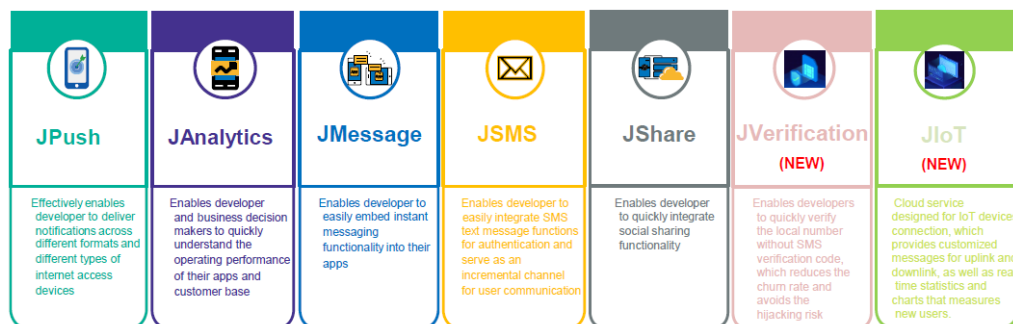 JPush
Effectively enables
developer to deliver
notifications across
different formats and
different types of
internet access
devices
JAnalytics
Enables developer
and business decision
makers to quickly
understand the
operating performance
of their apps and
customer base
JMessage
Enables developer to
easily embed instant
messaging
functionality into their
apps
JSMS
Enables developer to
easily integrate SMS
text message functions
for authentication and
serve as an
incremental channel
for user communication
JShare
Enables developer
to quickly integrate
social sharing
functionality
JVerification
(NEW)
Enables developers
to quickly verify
the local number
without SMS
verification code,
which reduces the
churn rate and
avoids the
hijacking risk
JIoT
(NEW)
Cloud service
designed for IoT device
connection, which
provides customized
messages for uplink and
downlink, as well as rea
time statistics and
charts that measures
new users.